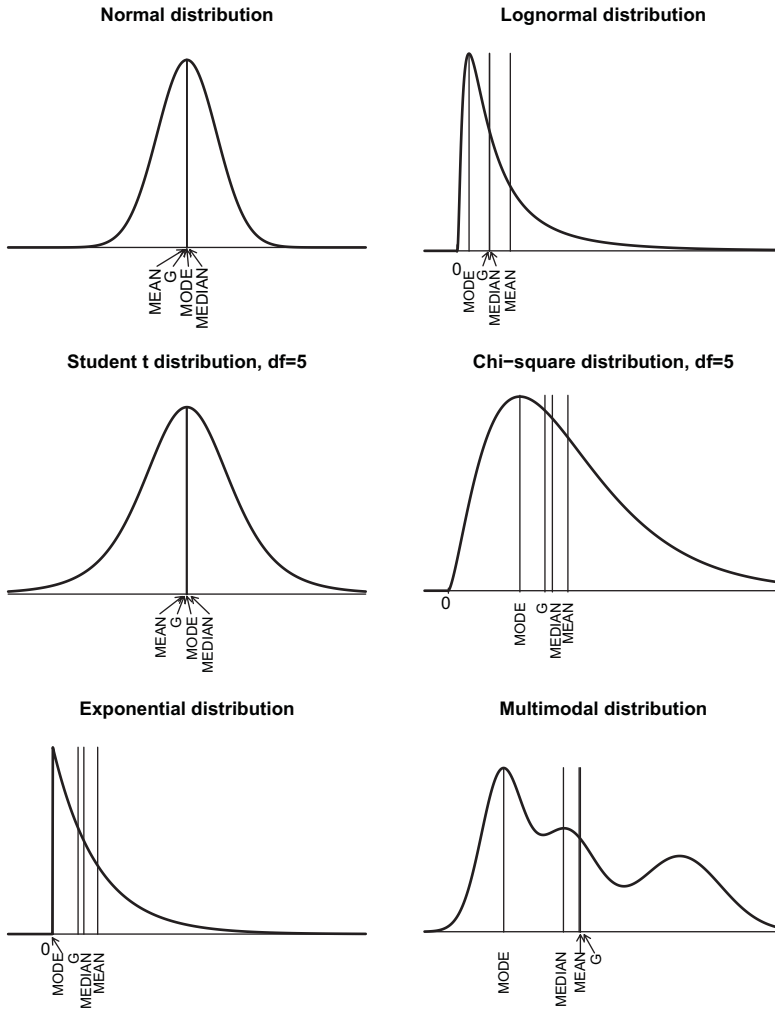 Normal distribution
MEAN
G
MODE
MEDIAN
Lognormal distribution
0
MODE
G
MEDIAN
MEAN
Student t distribution, df=5
MEAN
G
MODE
MEDIAN
Chi−square distribution, df=5
0
MODE
G
MEDIAN
MEAN
Exponential distribution
0
MODE
G
MEDIAN
MEAN
Multimodal distribution
MODE
MEDIAN
MEAN
G